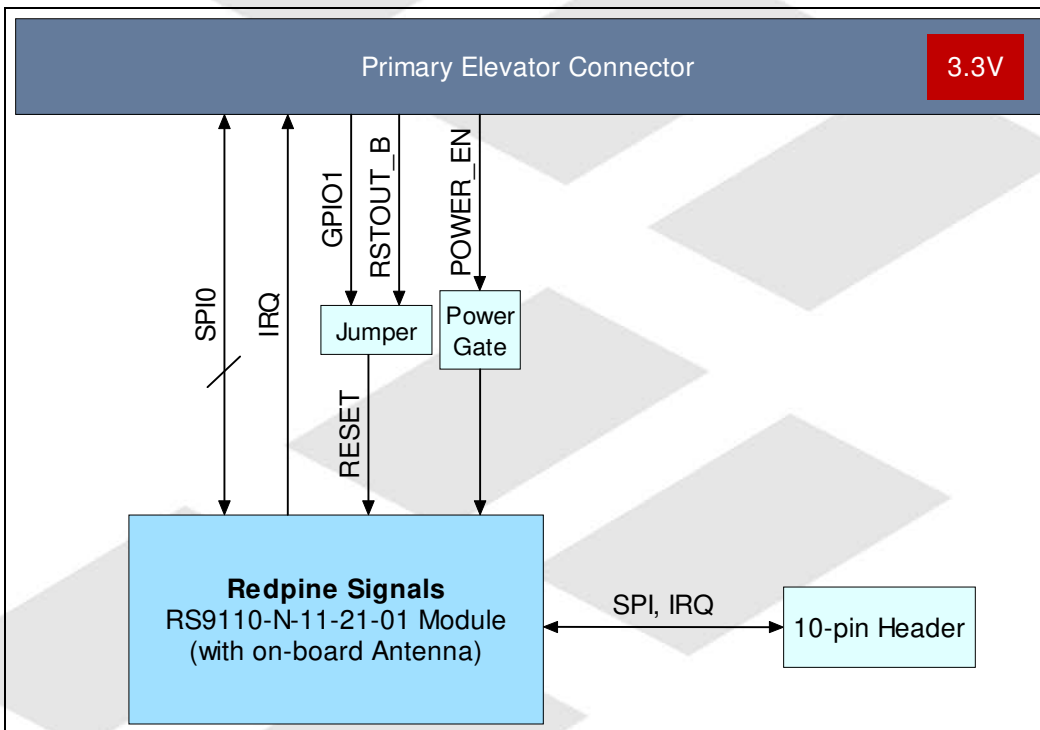 Primary Elevator Connector
3.3V
SPI0
IRQ
GPIO1
RSTOUT_B
POWER_EN
Jumper
Power
Gate
RESET
Redpine Signals
RS9110-N-11-21-01 Module
(with on-board Antenna)
SPI, IRQ
10-pin Header